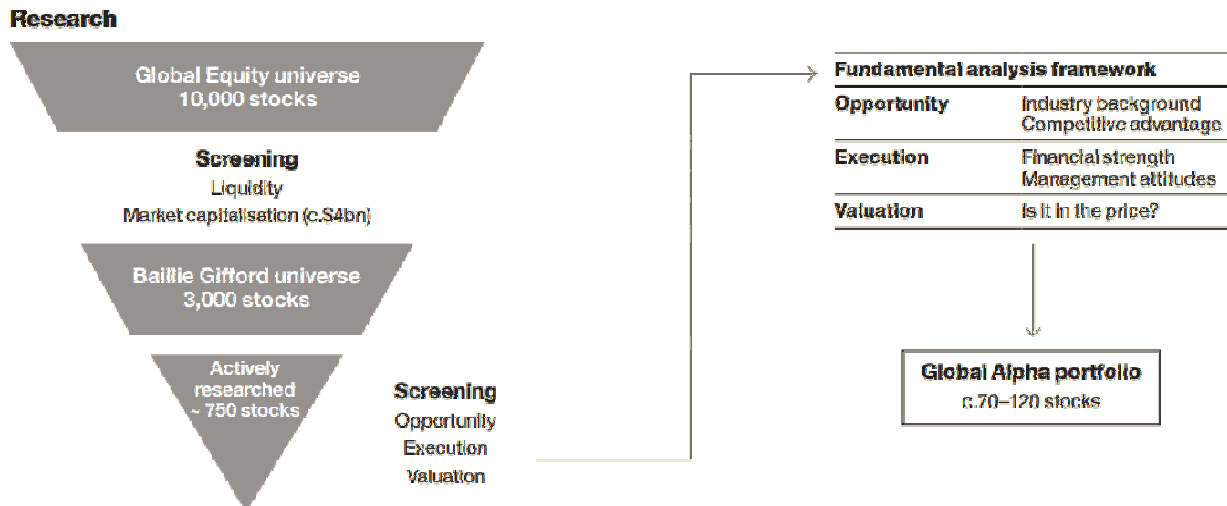 Research
Global Equity universe
10,000 stocks
Screening
Liquidity
Market capitalisation (c.$4bn)
Baillie Gifford universe
3,000 stocks
Actively
researched
~ 750 stocks
Screening
Opportunity
Execution
Valuation
Fundamental analysis framework
Opportunity Industry background
Competitive advantage
Execution Financial strength
Management attitudes
Valuation Is it in the price?
Global Alpha portfolio
c.70–120 stocks